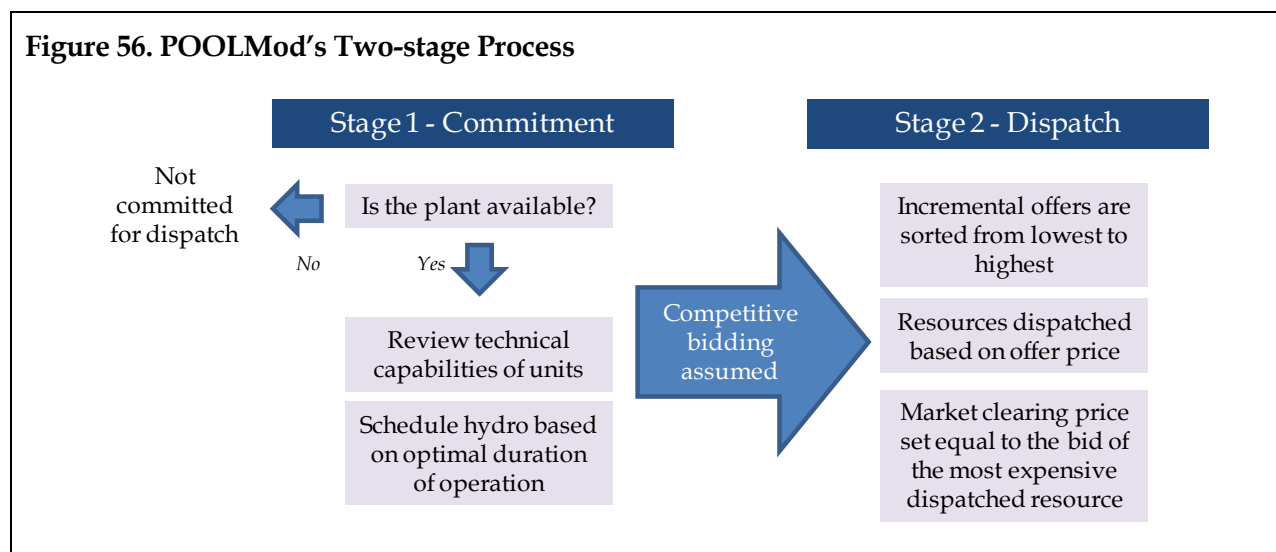 Figure 56. POOLMod’s Two-stage Process
Stage 1 - Commitment
Not
committed
for dispatch
Is the plant available?
No
Yes
Review technical
capabilities of units
Schedule hydro based
on optimal duration
of operation
Competitive
bidding
assumed
Stage 2 - Dispatch
Incremental offers are
sorted from lowest to
highest
Resources dispatched
based on offer price
Market clearing price
set equal to the bid of
the most expensive
dispatched resource